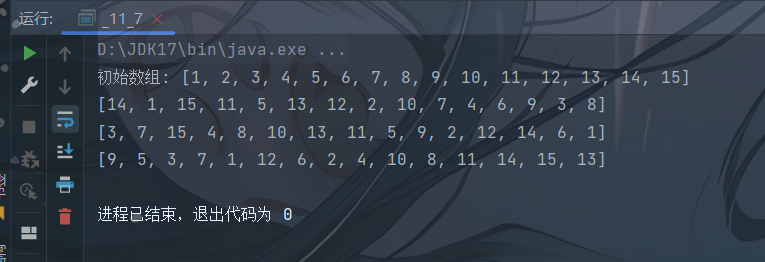 运行: _11_7
D:\JDK17\bin\java.exe ...
初始数组: [1, 2, 3, 4, 5, 6, 7, 8, 9, 10, 11, 12, 13, 14, 15]
[14, 1, 15, 11, 5, 13, 12, 2, 10, 7, 4, 6, 9, 3, 8]
[3, 7, 15, 4, 8, 10, 13, 11, 5, 9, 2, 12, 14, 6, 1]
[9, 5, 3, 7, 1, 12, 6, 2, 4, 10, 8, 11, 14, 15, 13]
进程已结束，退出代码为 0